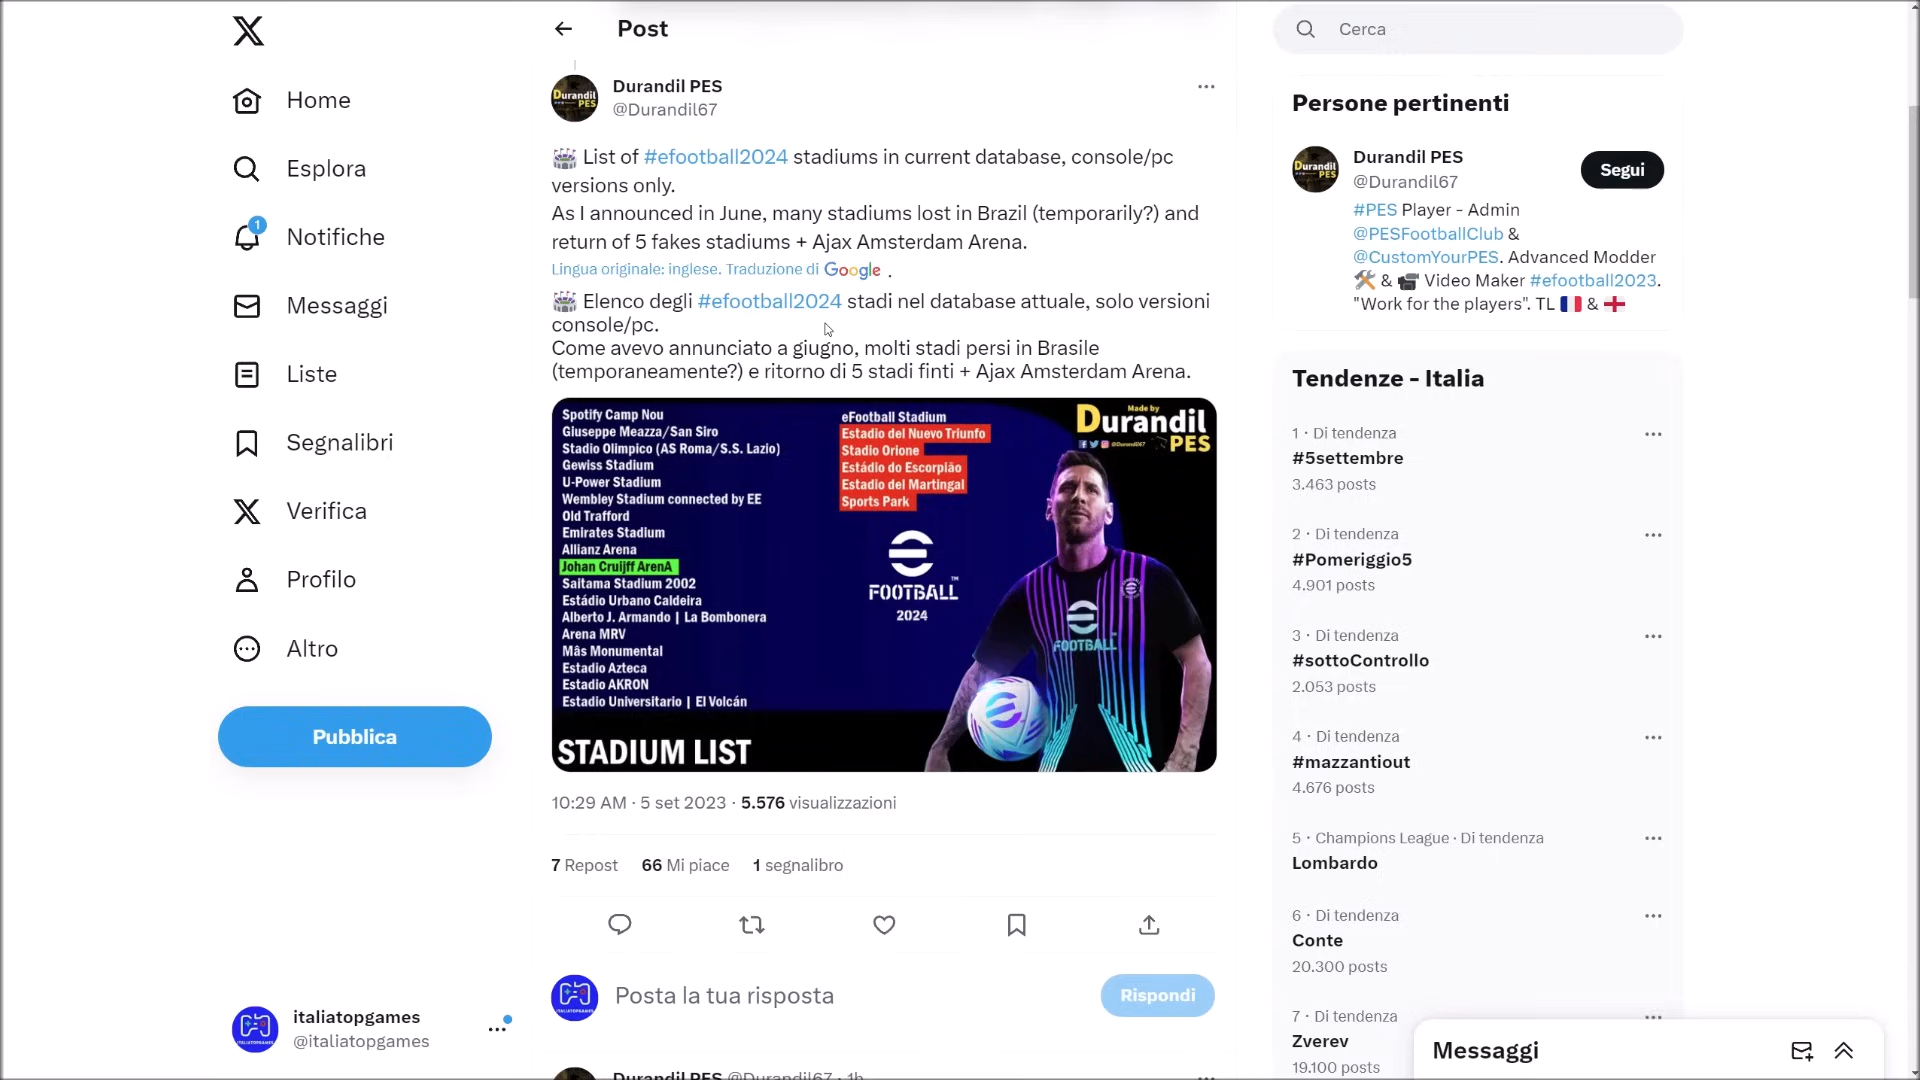 Home
Esplora
1
Notifiche
Messaggi
Liste
Segnalibri
Verifica
Profilo
Altro
Pubblica
italiatopgames
@italiatopgames
Post
Durandil PES
@Durandil67
List of #efootball2024 stadiums in current database, console/pc
versions only.
As I announced in June, many stadiums lost in Brazil (temporarily?) and
return of 5 fakes stadiums + Ajax Amsterdam Arena.
Lingua originale: inglese. Traduzione di Google .
Elenco degli #efootball2024 stadi nel database attuale, solo versioni
console/pc.
Come avevo annunciato a giugno, molti stadi persi in Brasile
(temporaneamente?) e ritorno di 5 stadi finti + Ajax Amsterdam Arena.
Spotify Camp Nou
Giuseppe Meazza/San Siro
Stadio Olimpico (AS Roma/S.S. Lazio)
Gewiss Stadium
U-Power Stadium
Wembley Stadium connected by EE
Old Trafford
Emirates Stadium
Allianz Arena
Johan Cruijff ArenA
Saitama Stadium 2002
Estádio Urbano Caldeira
Alberto J. Armando | La Bombonera
Arena MRV
Mâs Monumental
Estadio Azteca
Estadio AKRON
Estadio Universitario | El Volcán
STADIUM LIST
eFootball Stadium
Estadio del Nuevo Triunfo
Stadio Orione
Estádio do Escorpião
Estadio del Martingal
Sports Park
FOOTBALL™
2024
Made by
Durandil
PES
@Durandil67
FOOTBALL
10:29 AM · 5 set 2023 · 5.576 visualizzazioni
7 Repost 66 Mi piace 1 segnalibro
Posta la tua risposta
Rispondi
Durandil PES @Durandil67 · 1h
Cerca
Persone pertinenti
Durandil PES
@Durandil67
Segui
#PES Player - Admin
@PESFootballClub &
@CustomYourPES. Advanced Modder
& Video Maker #efootball2023.
"Work for the players". TL &
Tendenze - Italia
1 · Di tendenza
#5settembre
3.463 posts
2 · Di tendenza
#Pomeriggio5
4.901 posts
3 · Di tendenza
#sottoControllo
2.053 posts
4 · Di tendenza
#mazzantiout
4.676 posts
5 · Champions League · Di tendenza
Lombardo
6 · Di tendenza
Conte
20.300 posts
7 · Di tendenza
Zverev
19.100 posts
Messaggi